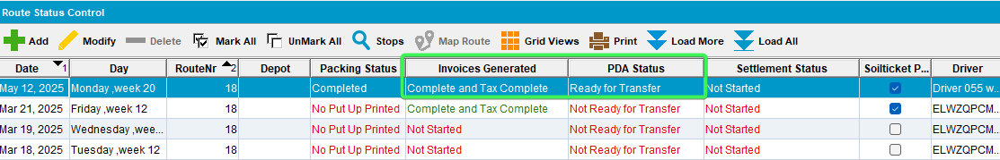 Route Status Control
Add Modify Delete Mark All UnMark All Stops Map Route Grid Views Print Load More Load All
Date 1 Day RouteNr 2 Depot Packing Status Invoices Generated PDA Status Settlement Status Soilticket P... Driver
May 12, 2025 Monday ,week 20 18 Completed Complete and Tax Complete Ready for Transfer Not Started Driver 055 w...
Mar 21, 2025 Friday ,week 12 18 No Put Up Printed Complete and Tax Complete Not Ready for Transfer Not Started ELWZQPCM...
Mar 19, 2025 Wednesday ,wee... 18 No Put Up Printed Not Started Not Ready for Transfer Not Started ELWZQPCM...
Mar 18, 2025 Tuesday ,week 12 18 No Put Up Printed Not Started Not Ready for Transfer Not Started ELWZQPCM...